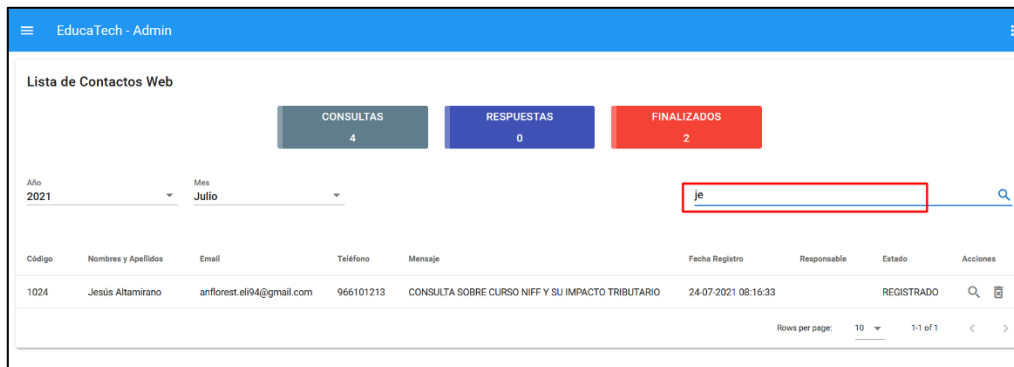 EducaTech - Admin
Lista de Contactos Web
CONSULTAS
4
RESPUESTAS
0
FINALIZADOS
2
Año
2021
Mes
Julio
je
Código Nombres y Apellidos Email Teléfono Mensaje Fecha Registro Responsable Estado Acciones
1024 Jesús Altamirano anflorest.eli94@gmail.com 966101213 CONSULTA SOBRE CURSO NIFF Y SU IMPACTO TRIBUTARIO 24-07-2021 08:16:33 REGISTRADO
Rows per page: 10 1-1 of 1